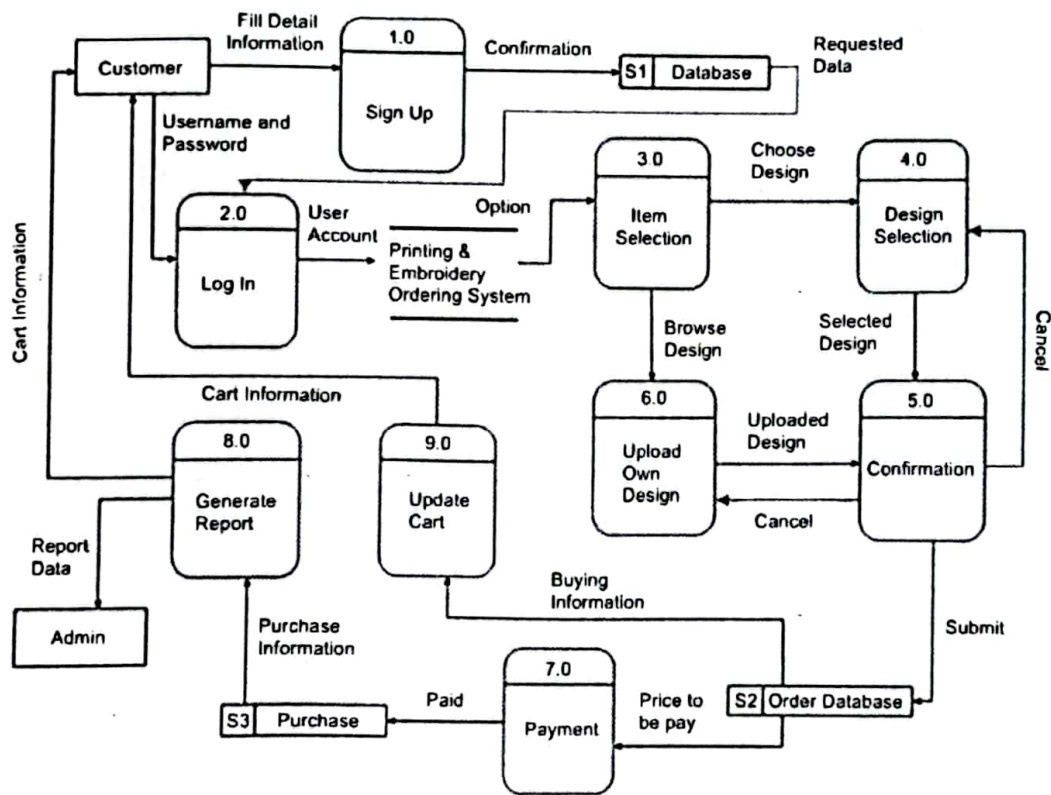 Fill Detail
Information
1.0
Sign Up
Confirmation
S1 Database
Requested
Data
Customer
Username and
Password
2.0
Log In
User
Account
Option
Printing &
Embroidery
Ordering System
3.0
Item
Selection
Choose
Design
4.0
Design
Selection
Cart Information
Browse
Design
Selected
Design
Cancel
Cart Information
8.0
Generate
Report
9.0
Update
Cart
6.0
Upload
Own
Design
Uploaded
Design
Cancel
5.0
Confirmation
Report
Data
Admin
Purchase
Information
Buying
Information
Submit
S3 Purchase
Paid
7.0
Payment
Price to
be pay
S2 Order Database